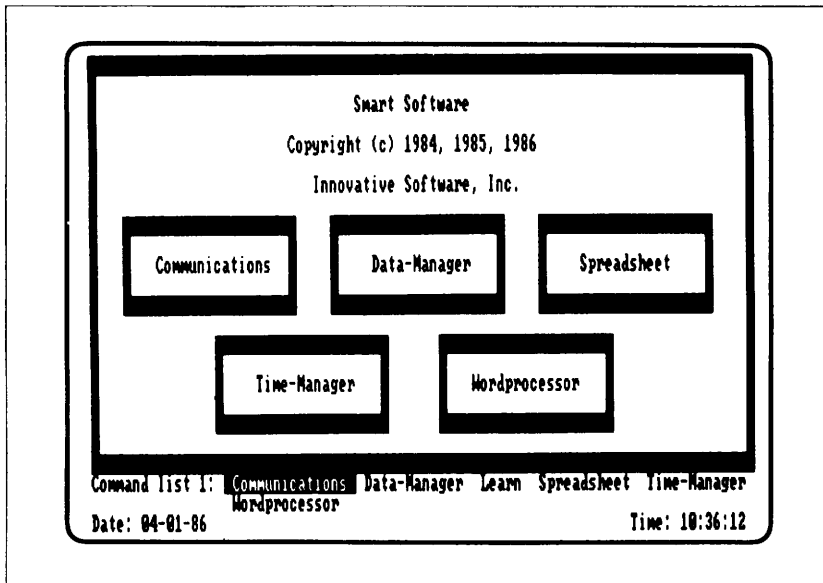 Smart Software
Copyright (c) 1984, 1985, 1986
Innovative Software, Inc.
Communications Data-Manager Spreadsheet
Time-Manager Wordprocessor
Command list 1: Communications Data-Manager Learn Spreadsheet Time-Manager
Wordprocessor
Date: 04-01-86 Time: 10:36:12